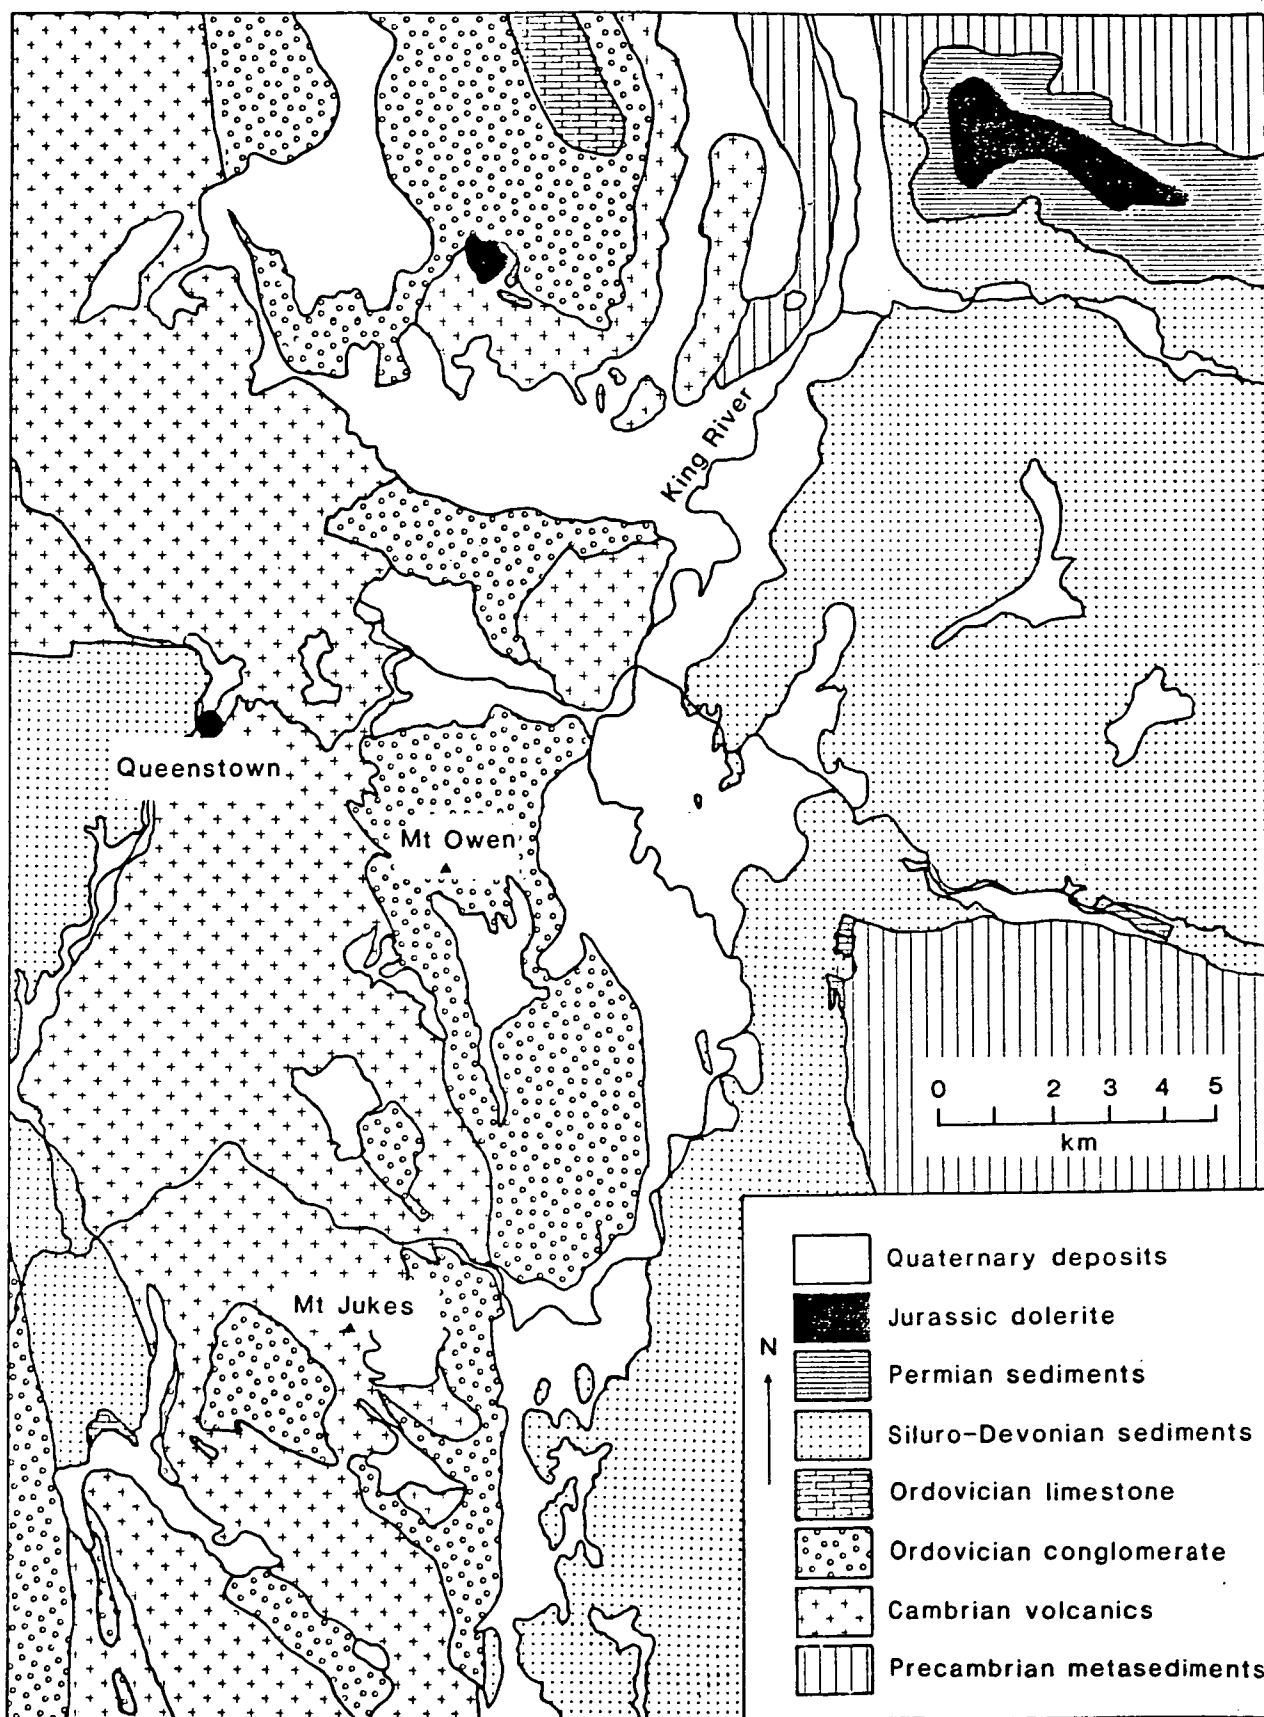 King River
Queenstown
Mt Owen
Mt Jukes
0 2 3 4 5
km
N
Quaternary deposits
Jurassic dolerite
Permian sediments
Siluro-Devonian sediments
Ordovician limestone
Ordovician conglomerate
Cambrian volcanics
Precambrian metasediments